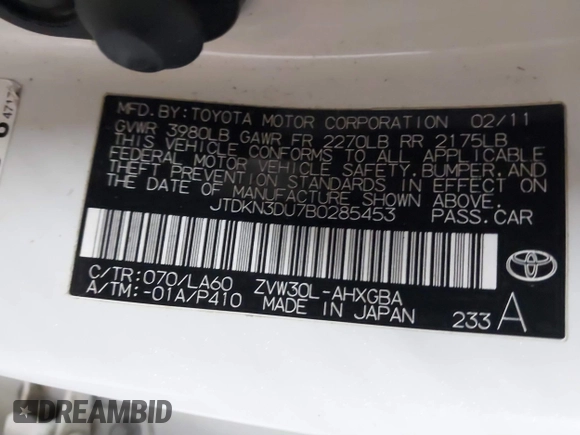 MFD.BY:TOYOTA MOTOR CORPORATION 02/11
GVWR 3980LB GAWR FR 2270LB RR 2175LB
THIS VEHICLE CONFORMS TO ALL APPLICABLE
FEDERAL MOTOR VEHICLE SAFETY,BUMPER,AND
THEFT PREVENTION STANDARDS IN EFFECT ON
THE DATE OF MANUFACTURE SHOWN ABOVE.
JTDKN3DU7B0285453 PASS.CAR
C/TR:070/LA60 ZVW30L-AHXGBA
A/TM:-01A/P410 MADE IN JAPAN
233 A
DREAMBID